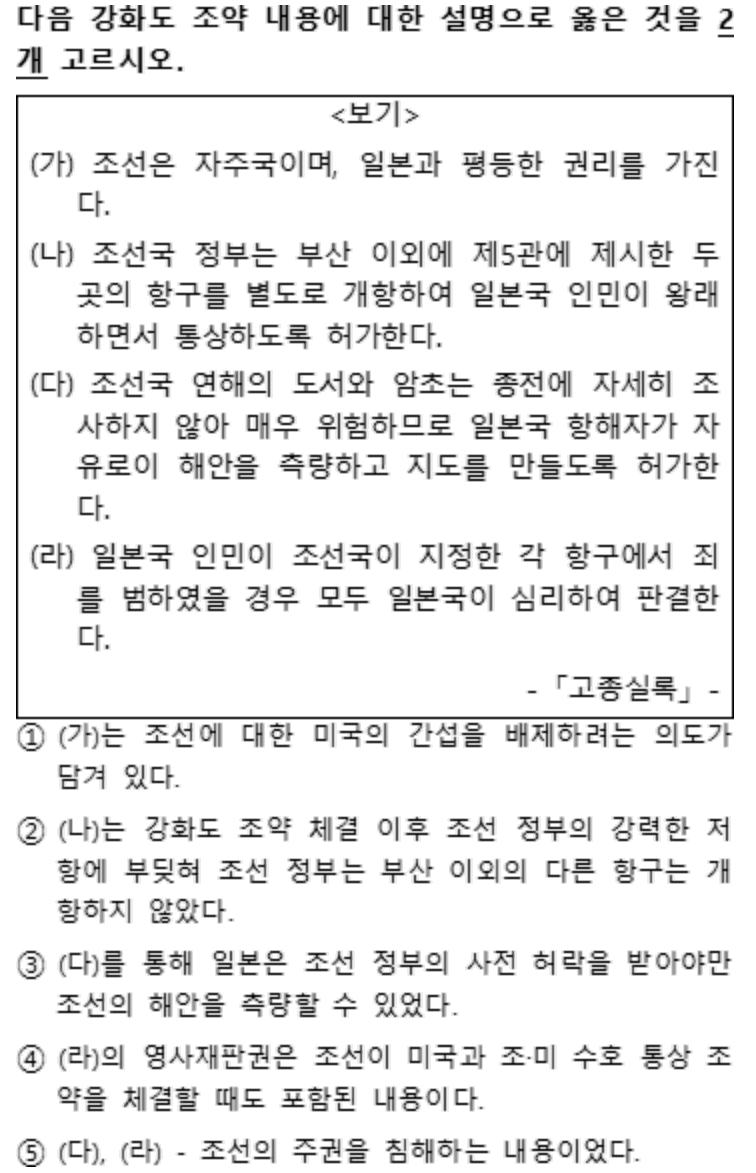 다음 강화도 조약 내용에 대한 설명으로 옳은 것을 2
개 고르시오.
<보기>
(가) 조선은 자주국이며, 일본과 평등한 권리를 가진
다.
(나) 조선국 정부는 부산 이외에 제5관에 제시한 두
곳의 항구를 별도로 개항하여 일본국 인민이 왕래
하면서 통상하도록 허가한다.
(다) 조선국 연해의 도서와 암초는 종전에 자세히 조
사하지 않아 매우 위험하므로 일본국 항해자가 자
유로이 해안을 측량하고 지도를 만들도록 허가한
다.
(라) 일본국 인민이 조선국이 지정한 각 항구에서 죄
를 범하였을 경우 모두 일본국이 심리하여 판결한
다.
-「고종실록」-
① (가)는 조선에 대한 미국의 간섭을 배제하려는 의도가
담겨 있다.
② (나)는 강화도 조약 체결 이후 조선 정부의 강력한 저
항에 부딪혀 조선 정부는 부산 이외의 다른 항구는 개
항하지 않았다.
③ (다)를 통해 일본은 조선 정부의 사전 허락을 받아야만
조선의 해안을 측량할 수 있었다.
④ (라)의 영사재판권은 조선이 미국과 조·미 수호 통상 조
약을 체결할 때도 포함된 내용이다.
⑤ (다), (라) - 조선의 주권을 침해하는 내용이었다.